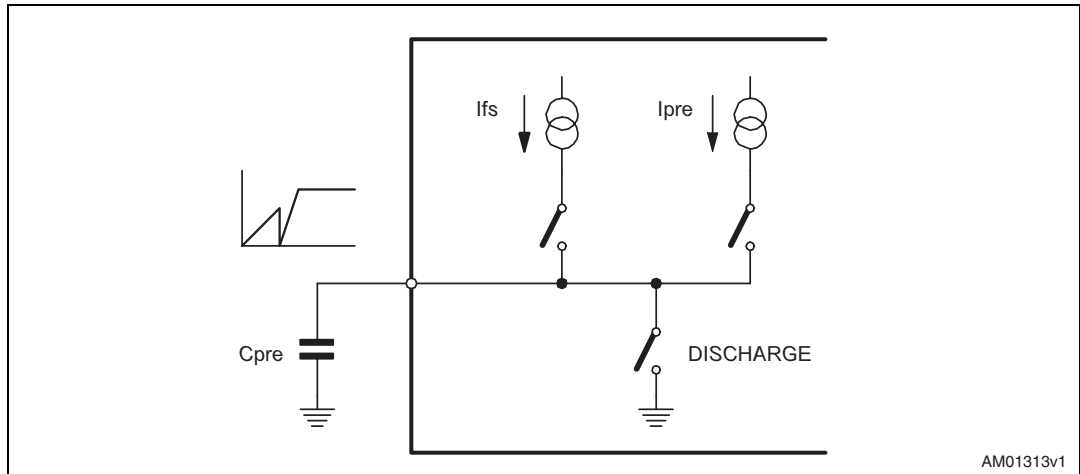 Ifs
Ipre
Cpre
DISCHARGE
AM01313v1